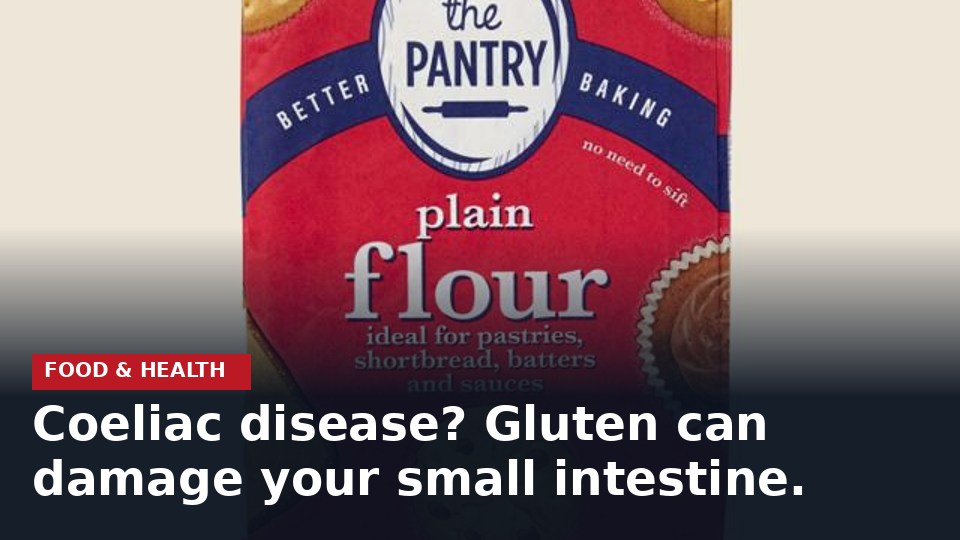 the
PANTRY
BETTER BAKING
no need to sift
plain
flour
ideal for pastries,
shortbread, batters
and sauces
FOOD & HEALTH
Coeliac disease? Gluten can
damage your small intestine.